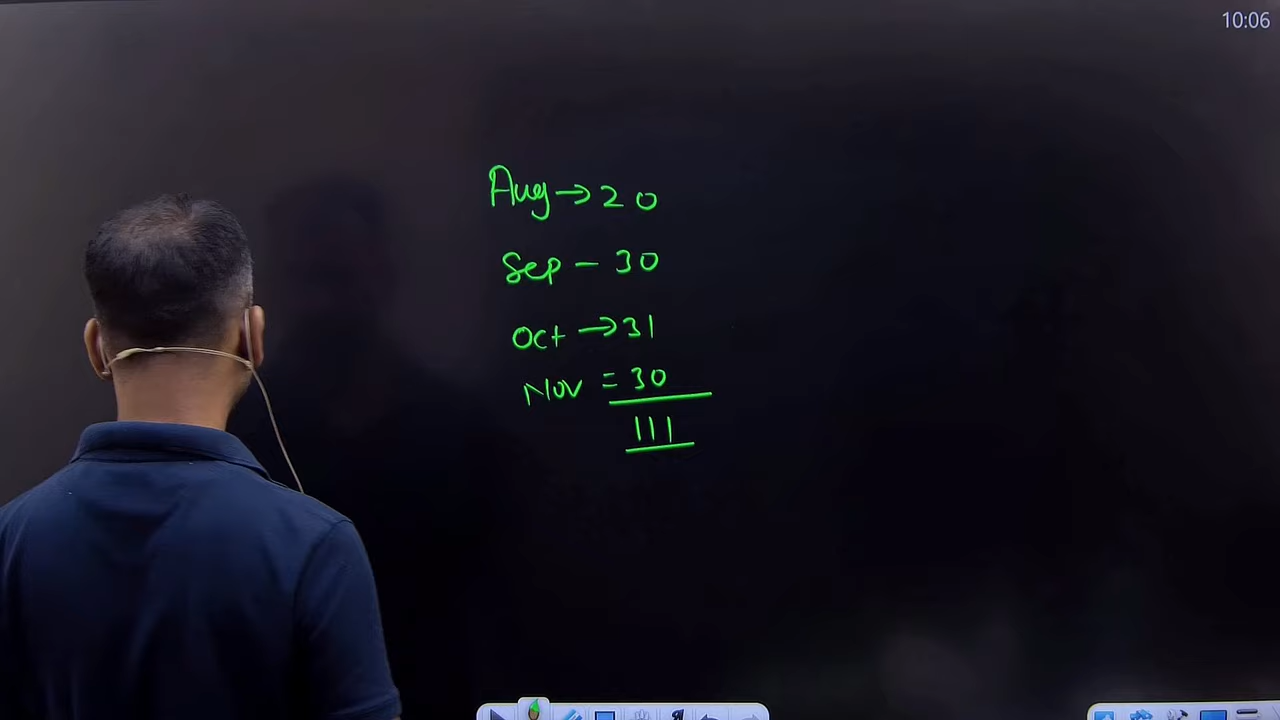 10:06
Aug → 20
Sep - 30
Oct → 31
Nov = 30
111